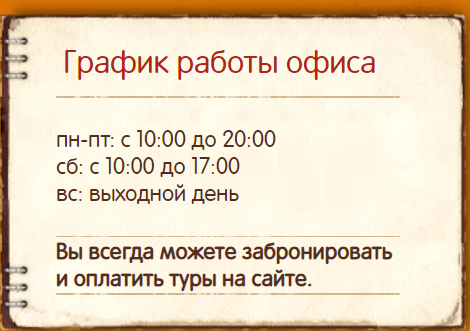 График работы офиса
пн-пт: с 10:00 до 20:00
сб: с 10:00 до 17:00
вс: выходной день
Вы всегда можете забронировать
и оплатить туры на сайте.